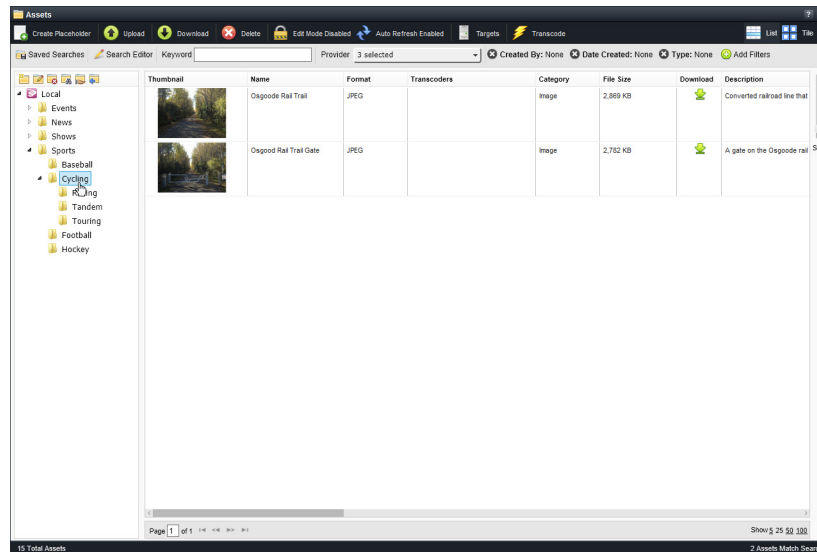 Assets ?
Create Placeholder Upload Download Delete Edit Mode Disabled Auto Refresh Enabled Targets Transcode List Tile
Saved Searches Search Editor Keyword Provider 3 selected Created By: None Date Created: None Type: None Add Filters
Thumbnail Name Format Transcoders Category File Size Download Description
Local
Events
News
Shows
Sports
Baseball
Cycling
Tandem
Touring
Football
Hockey
Osgoode Rail Trail JPEG Image 2,869 KB Converted railroad line that
Osgood Rail Trail Gate JPEG Image 2,782 KB A gate on the Osgoode rail
Page 1 of 1 Show 5 25 50 100
15 Total Assets 2 Assets Match Sear